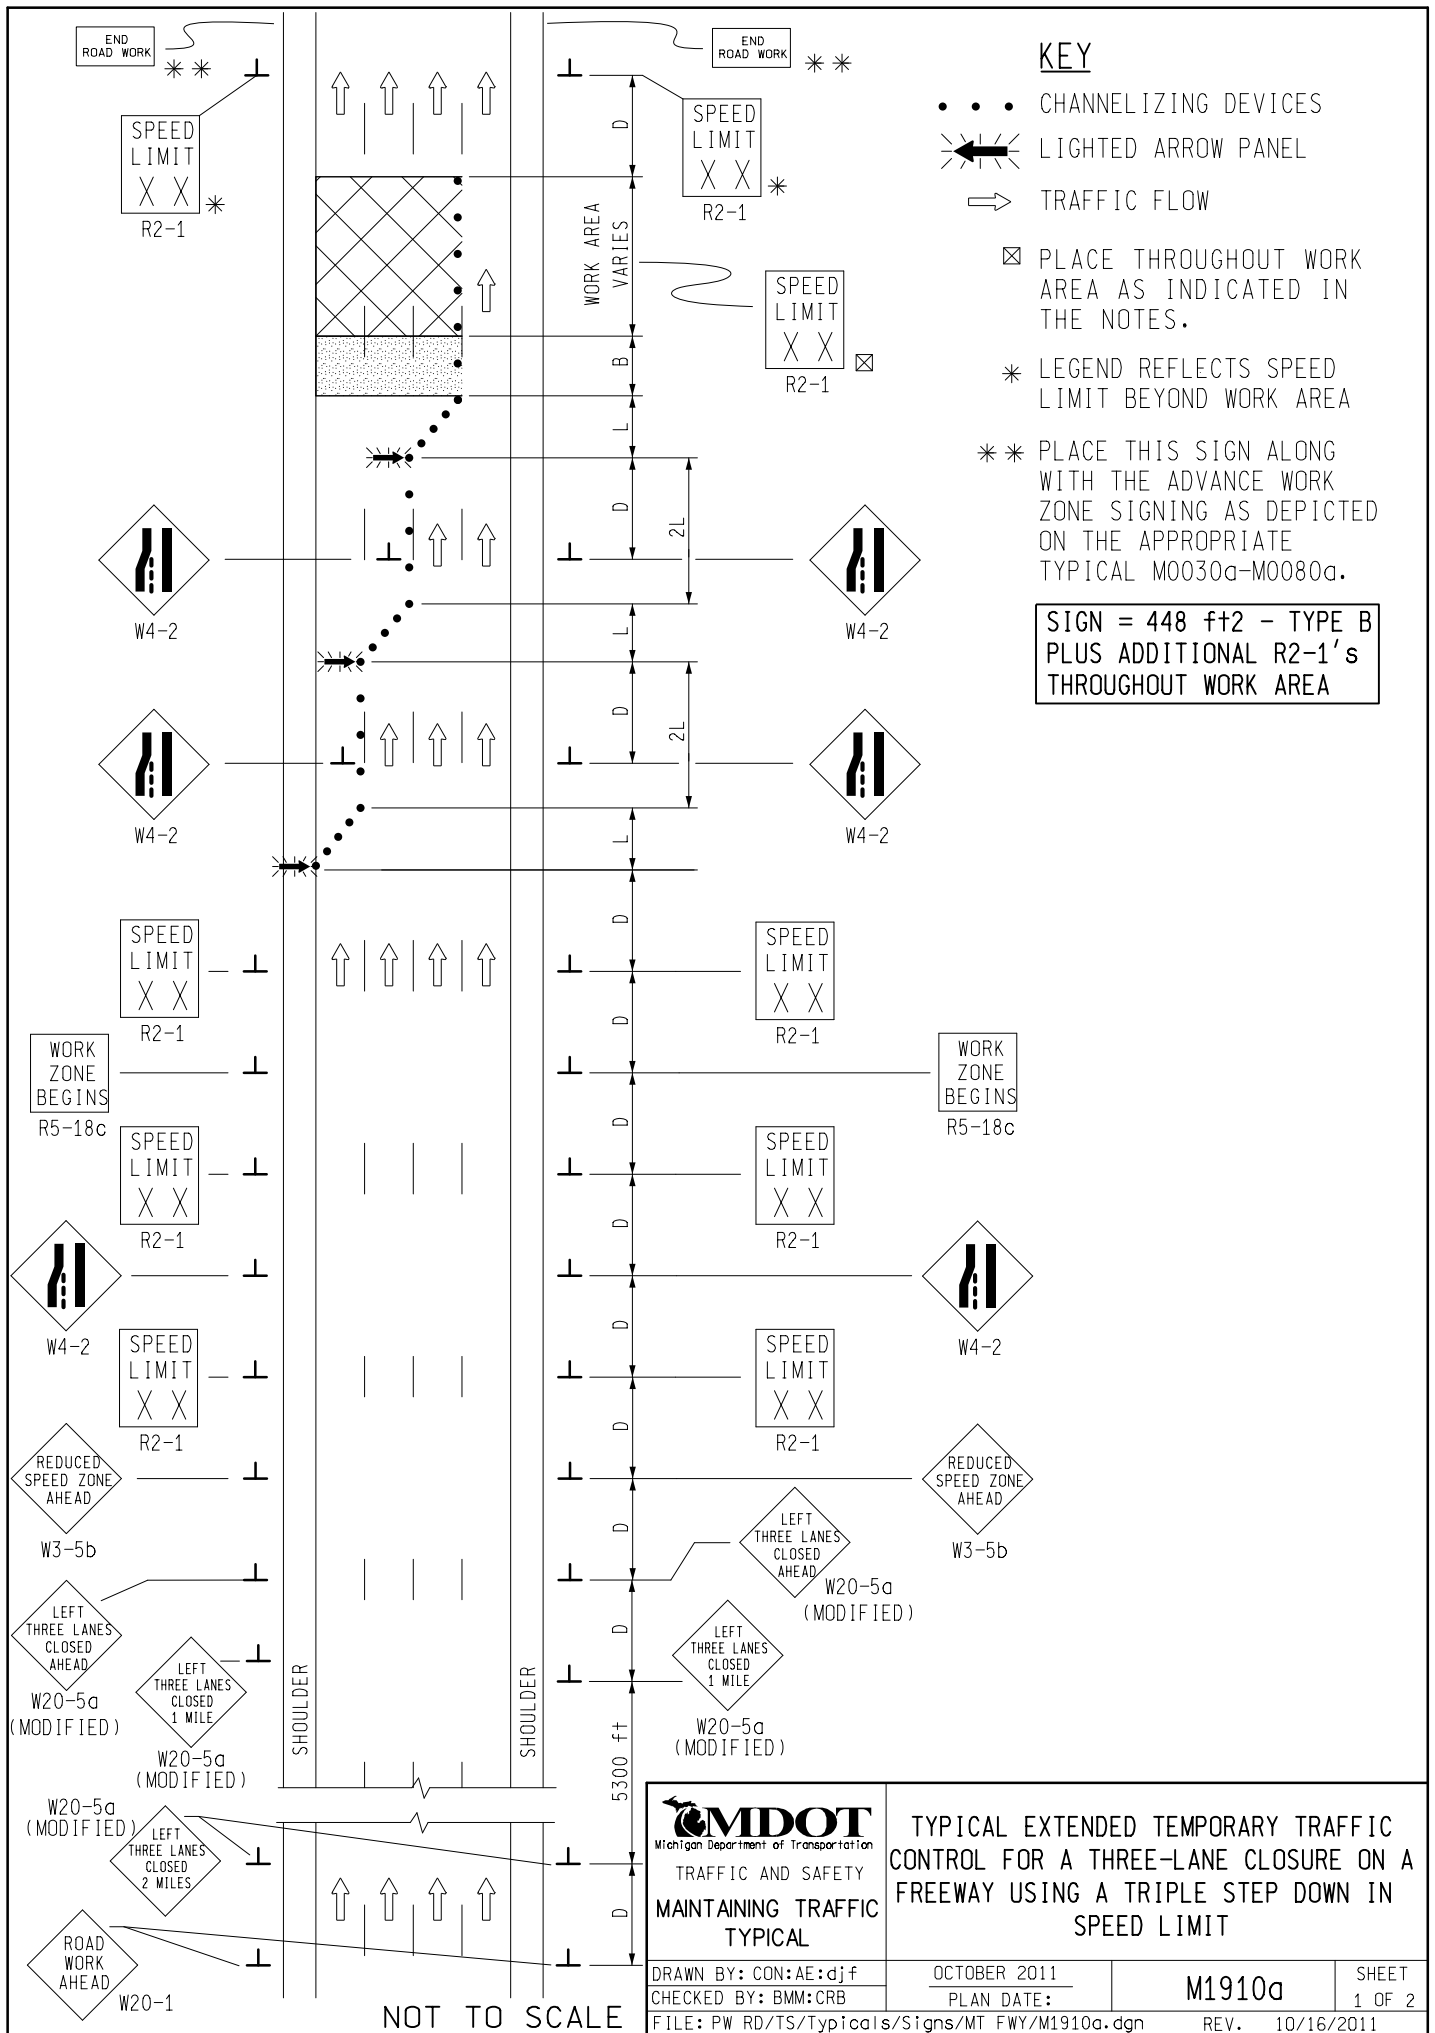 END
ROAD WORK
* *
SPEED
LIMIT
X X
*
R2-1
END
ROAD WORK
* *
SPEED
LIMIT
X X
*
R2-1
D
WORK AREA
VARIES
SPEED
LIMIT
X X
R2-1
B
L
D
2L
L
D
2L
L
KEY
CHANNELIZING DEVICES
LIGHTED ARROW PANEL
TRAFFIC FLOW
PLACE THROUGHOUT WORK
AREA AS INDICATED IN
THE NOTES.
* LEGEND REFLECTS SPEED
LIMIT BEYOND WORK AREA
* * PLACE THIS SIGN ALONG
WITH THE ADVANCE WORK
ZONE SIGNING AS DEPICTED
ON THE APPROPRIATE
TYPICAL M0030a-M0080a.
SIGN = 448 ft2 - TYPE B
PLUS ADDITIONAL R2-1's
THROUGHOUT WORK AREA
W4-2
W4-2
W4-2
W4-2
D
SPEED
LIMIT
X X
R2-1
SPEED
LIMIT
X X
R2-1
D
WORK
ZONE
BEGINS
R5-18c
WORK
ZONE
BEGINS
R5-18c
D
SPEED
LIMIT
X X
R2-1
SPEED
LIMIT
X X
R2-1
D
W4-2
W4-2
D
SPEED
LIMIT
X X
R2-1
SPEED
LIMIT
X X
R2-1
D
REDUCED
SPEED ZONE
AHEAD
W3-5b
REDUCED
SPEED ZONE
AHEAD
W3-5b
D
LEFT
THREE LANES
CLOSED
AHEAD
W20-5a
(MODIFIED)
LEFT
THREE LANES
CLOSED
AHEAD
W20-5a
(MODIFIED)
D
LEFT
THREE LANES
CLOSED
1 MILE
W20-5a
(MODIFIED)
LEFT
THREE LANES
CLOSED
1 MILE
W20-5a
(MODIFIED)
SHOULDER
SHOULDER
5300 ft
W20-5a
(MODIFIED)
LEFT
THREE LANES
CLOSED
2 MILES
D
ROAD
WORK
AHEAD
W20-1
NOT TO SCALE
MDOT
Michigan Department of Transportation
TRAFFIC AND SAFETY
MAINTAINING TRAFFIC
TYPICAL
TYPICAL EXTENDED TEMPORARY TRAFFIC
CONTROL FOR A THREE-LANE CLOSURE ON A
FREEWAY USING A TRIPLE STEP DOWN IN
SPEED LIMIT
DRAWN BY: CON:AE:djf
CHECKED BY: BMM:CRB
OCTOBER 2011
PLAN DATE:
M1910a
SHEET
1 OF 2
FILE: PW RD/TS/Typicals/Signs/MT FWY/M1910a.dgn
REV. 10/16/2011